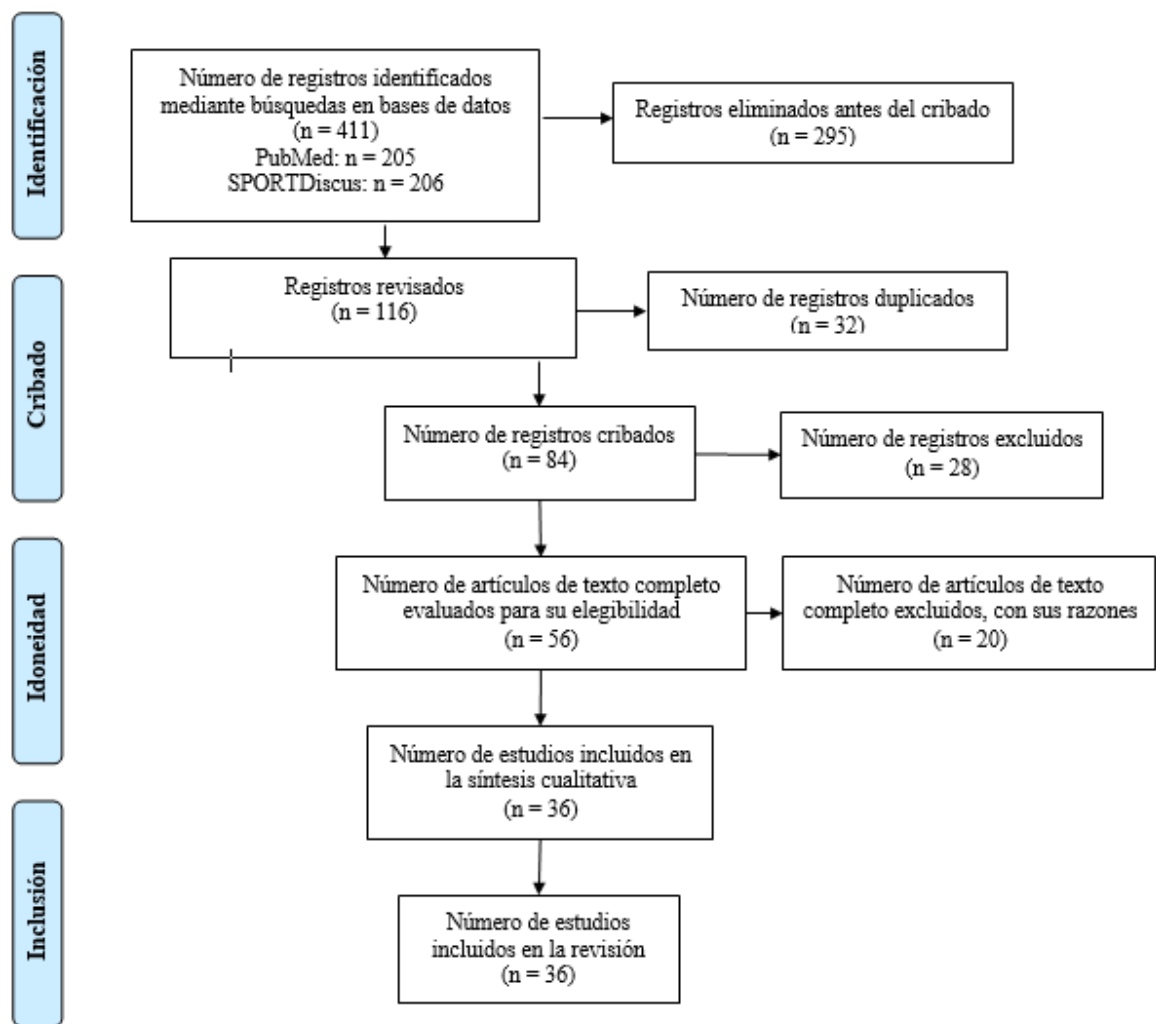 Identificación
Número de registros identificados
mediante búsquedas en bases de datos
(n = 411)
PubMed: n = 205
SPORTDiscus: n = 206
Registros eliminados antes del cribado
(n = 295)
Cribado
Registros revisados
(n = 116)
Número de registros duplicados
(n = 32)
Número de registros cribados
(n = 84)
Número de registros excluidos
(n = 28)
Idoneidad
Número de artículos de texto completo
evaluados para su elegibilidad
(n = 56)
Número de artículos de texto
completo excluidos, con sus razones
(n = 20)
Número de estudios incluidos en
la síntesis cualitativa
(n = 36)
Inclusión
Número de estudios
incluidos en la revisión
(n = 36)